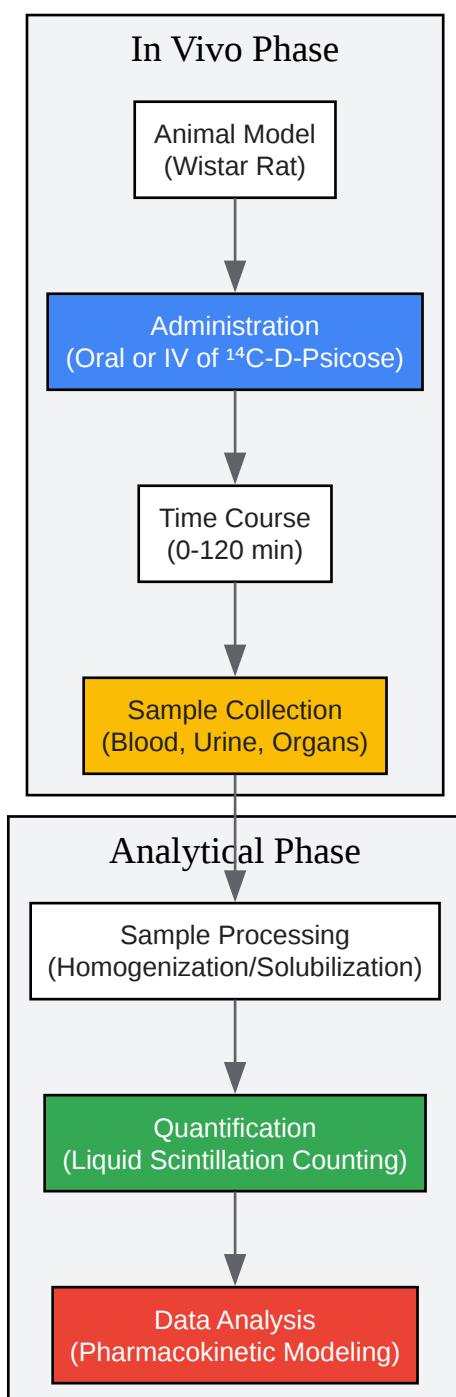 In Vivo Phase
Animal Model
(Wistar Rat)
Administration
(Oral or IV of ¹⁴C-D-Psicose)
Time Course
(0-120 min)
Sample Collection
(Blood, Urine, Organs)
Analytical Phase
Sample Processing
(Homogenization/Solubilization)
Quantification
(Liquid Scintillation Counting)
Data Analysis
(Pharmacokinetic Modeling)